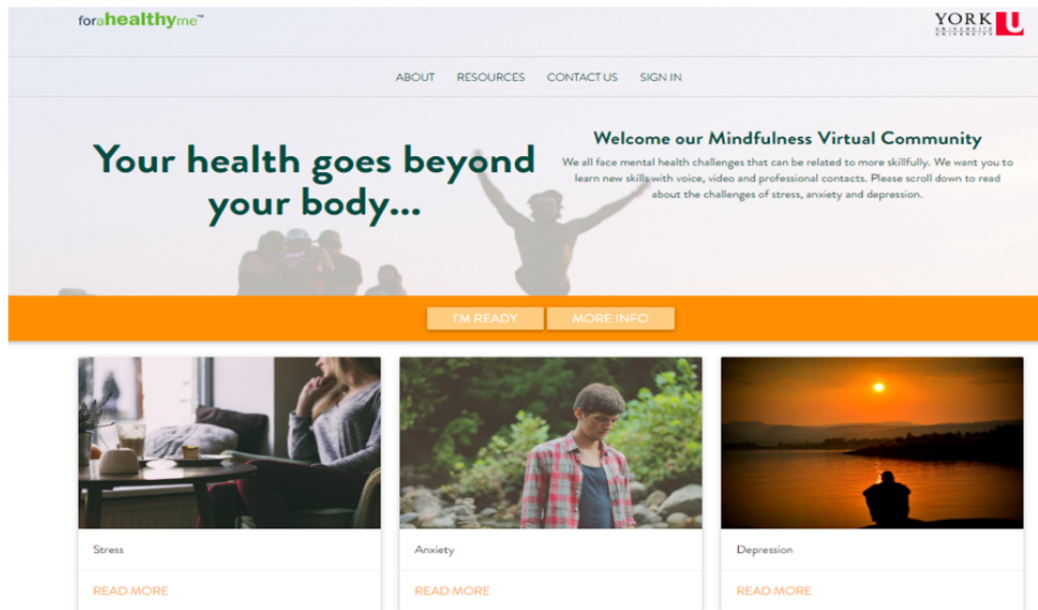 forahealthyme™
YORK U
UNIVERSITÉ
UNIVERSITY
ABOUT RESOURCES CONTACT US SIGN IN
Your health goes beyond
your body...
Welcome our Mindfulness Virtual Community
We all face mental health challenges that can be related to more skillfully. We want you to
learn new skills with voice, video and professional contacts. Please scroll down to read
about the challenges of stress, anxiety and depression.
I'M READY MORE INFO
Stress
READ MORE
Anxiety
READ MORE
Depression
READ MORE